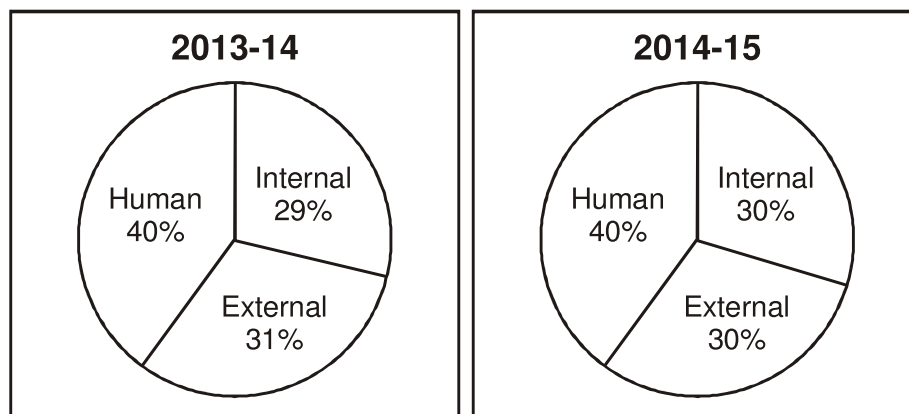 2013-14
Human
40%
Internal
29%
External
31%
2014-15
Human
40%
Internal
30%
External
30%